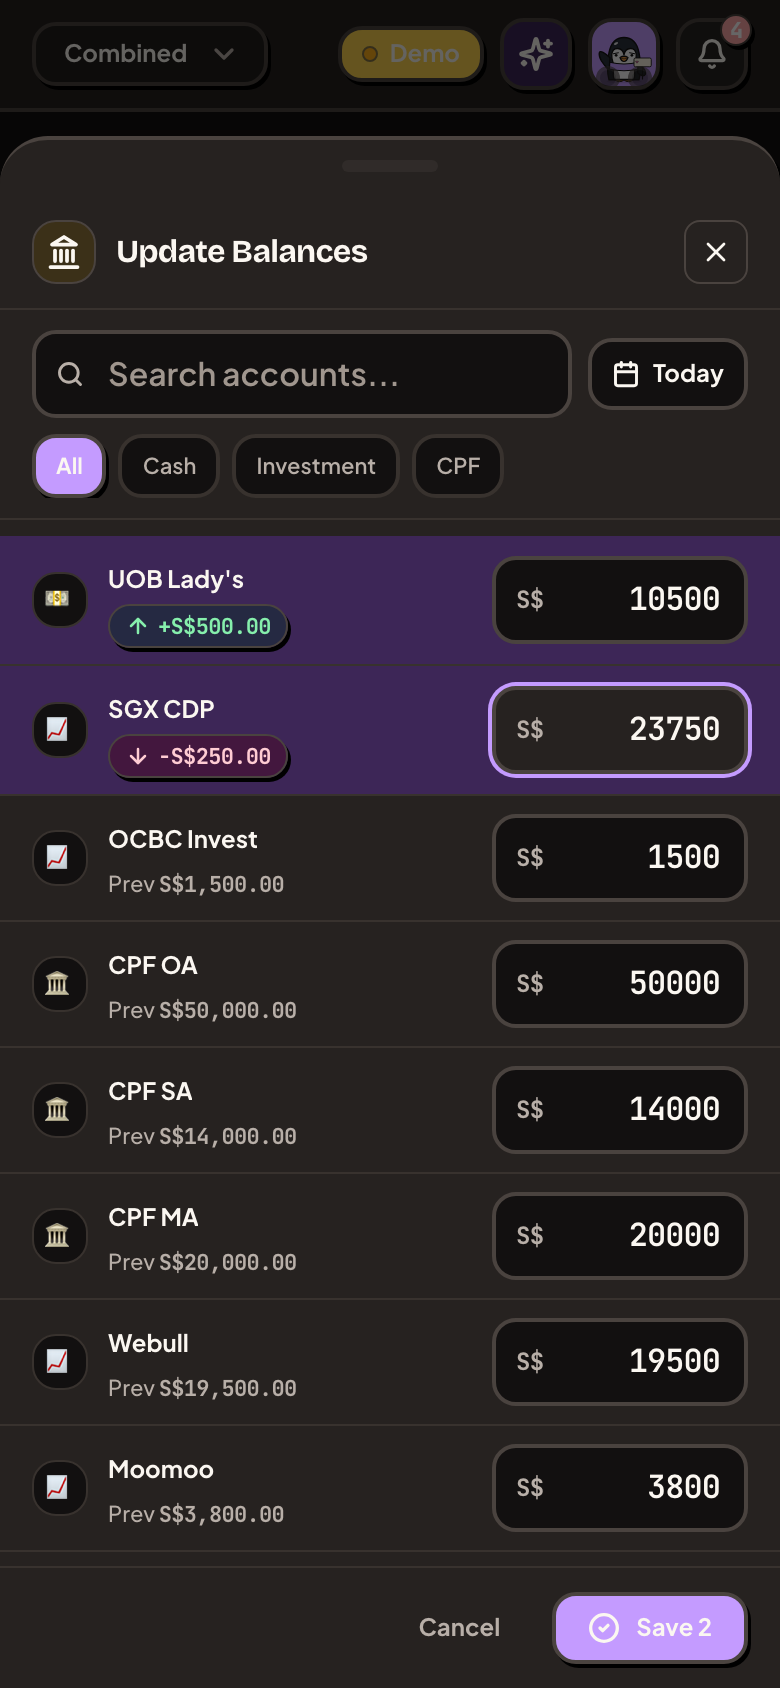 Combined
Demo
4
Update Balances
Search accounts...
Today
All
Cash
Investment
CPF
UOB Lady's
+S$500.00
S$ 10500
SGX CDP
-S$250.00
S$ 23750
OCBC Invest
Prev S$1,500.00
S$ 1500
CPF OA
Prev S$50,000.00
S$ 50000
CPF SA
Prev S$14,000.00
S$ 14000
CPF MA
Prev S$20,000.00
S$ 20000
Webull
Prev S$19,500.00
S$ 19500
Moomoo
Prev S$3,800.00
S$ 3800
Cancel
Save 2